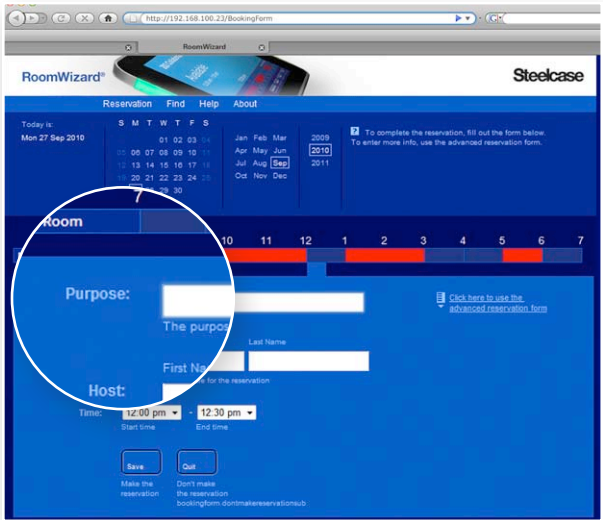 http://192.168.100.23/BookingForm
RoomWizard
RoomWizard®
Steelcase
Reservation Find Help About
Today is:
Mon 27 Sep 2010
S M T W T F S
01 02 03 04
05 06 07 08 09 10 11
12 13 14 15 16 17 18
19 20 21 22 23 24 25
7 28 29 30
Jan Feb Mar
Apr May Jun
Jul Aug Sep
Oct Nov Dec
2009
2010
2011
? To complete the reservation, fill out the form below.
To enter more info, use the advanced reservation form.
Room
10 11 12 1 2 3 4 5 6 7
Purpose:
The purpos
Click here to use the
advanced reservation form
Last Name
First Na
for the reservation
Host:
Time: 12:00 pm - 12:30 pm
Start time End time
Save Quit
Make the
reservation
Don't make
the reservation
bookingform.dontmakereservationsub